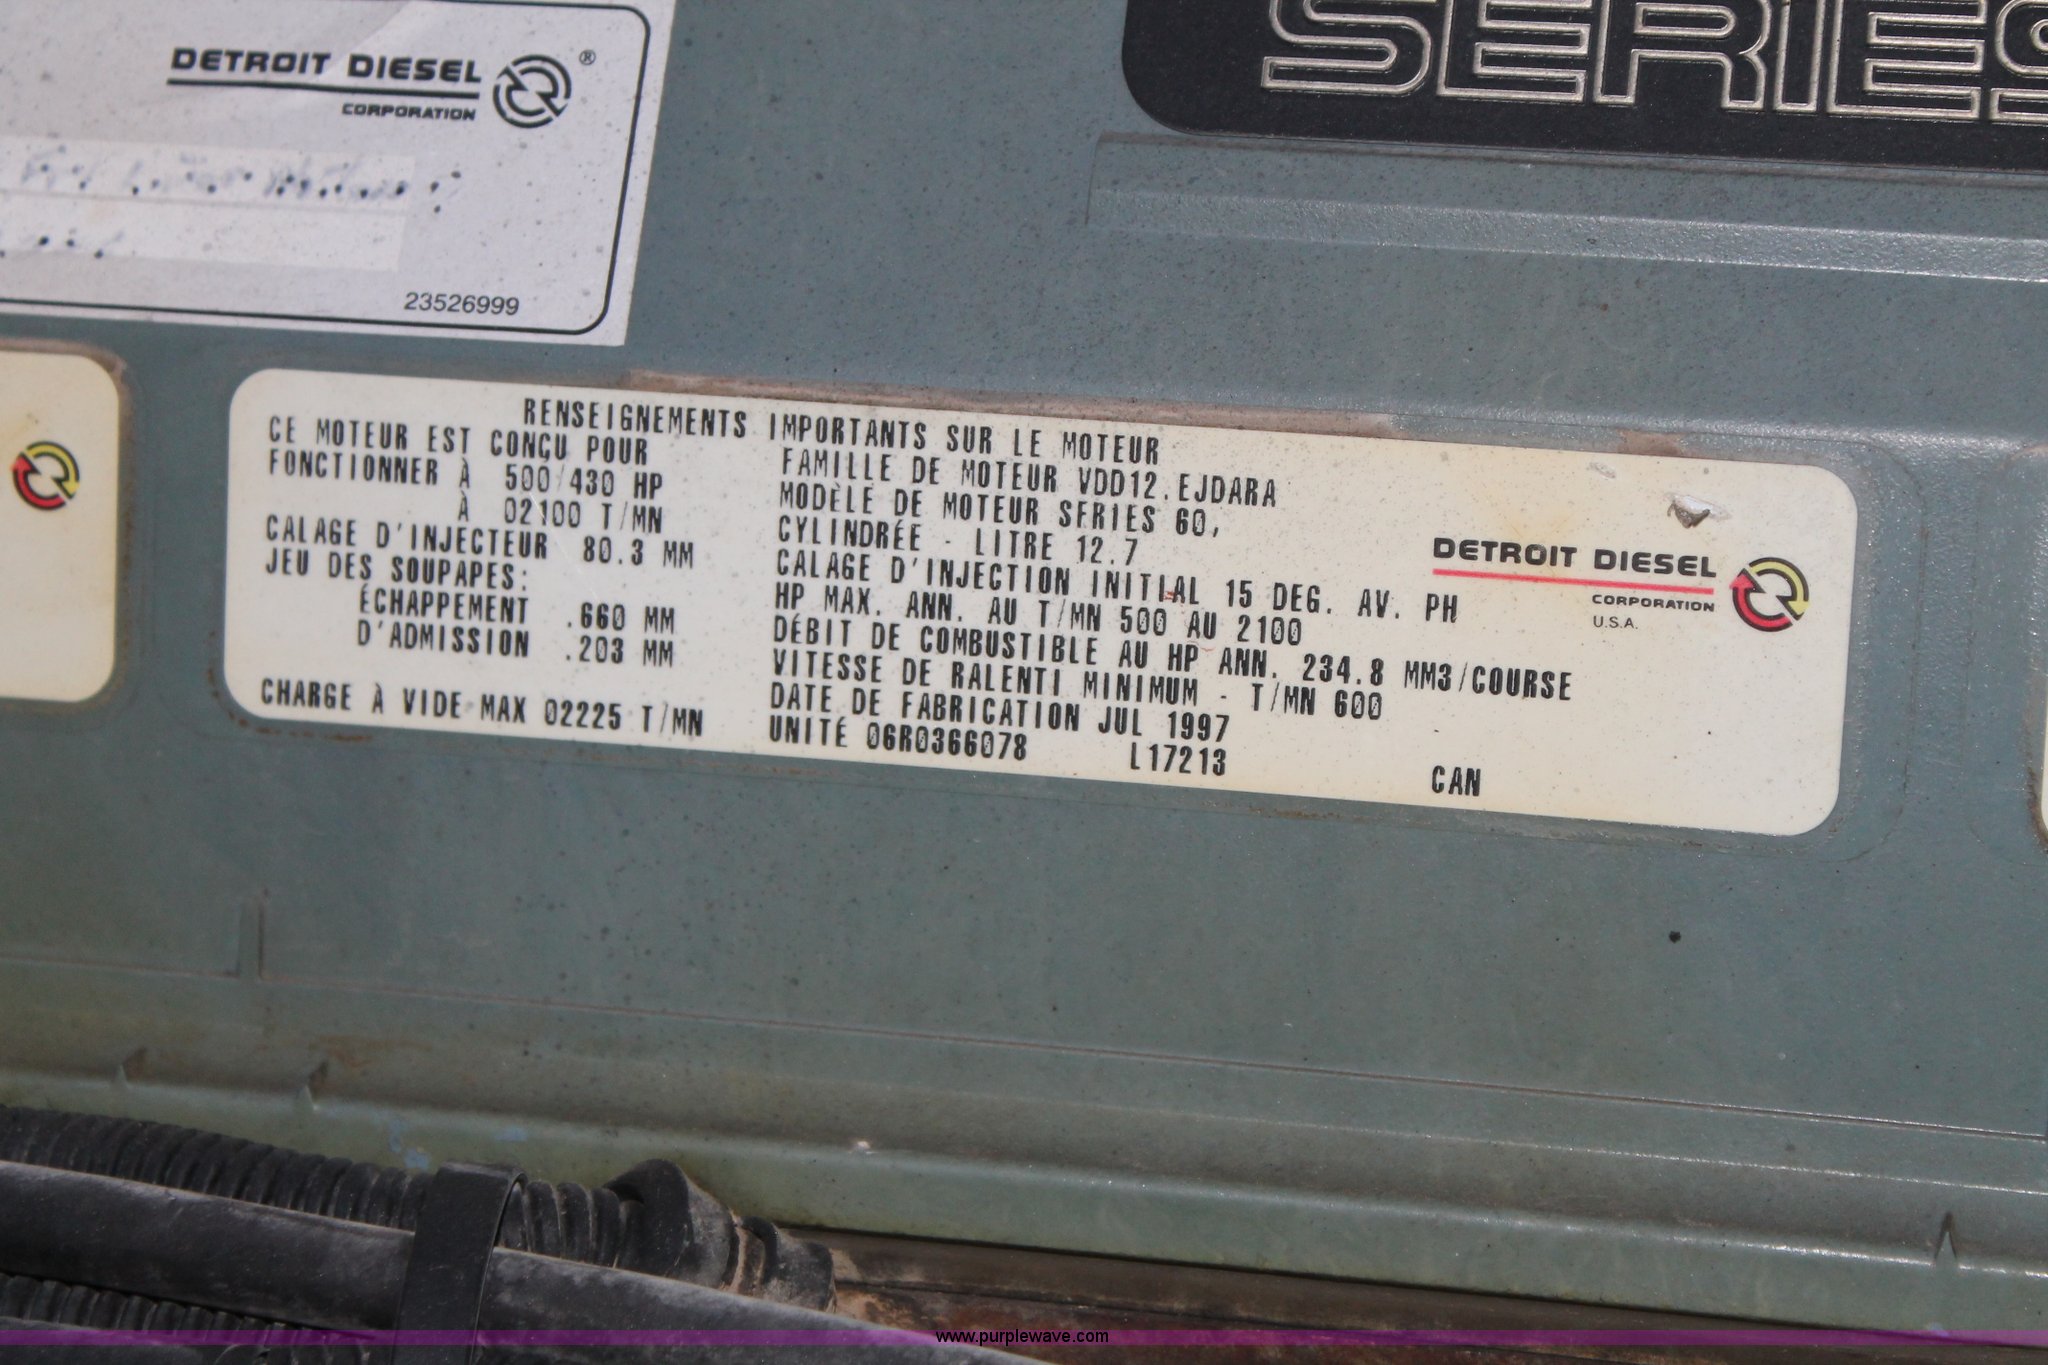 DETROIT DIESEL ®
CORPORATION
23526999
SERIES
RENSEIGNEMENTS IMPORTANTS SUR LE MOTEUR
CE MOTEUR EST CONÇU POUR
FONCTIONNER À 500/430 HP
À 02100 T/MN
CALAGE D'INJECTEUR 80.3 MM
JEU DES SOUPAPES:
ÉCHAPPEMENT .660 MM
D'ADMISSION .203 MM
CHARGE À VIDE MAX 02225 T/MN
FAMILLE DE MOTEUR VDD12.EJDARA
MODÈLE DE MOTEUR SERIES 60,
CYLINDRÉE - LITRE 12.7
CALAGE D'INJECTION INITIAL 15 DEG. AV. PH
HP MAX. ANN. AU T/MN 500 AU 2100
DÉBIT DE COMBUSTIBLE AU HP ANN. 234.8 MM3/COURSE
VITESSE DE RALENTI MINIMUM - T/MN 600
DATE DE FABRICATION JUL 1997
UNITÉ 06R0366078 L17213
CAN
DETROIT DIESEL
CORPORATION
U.S.A.
www.purplewave.com